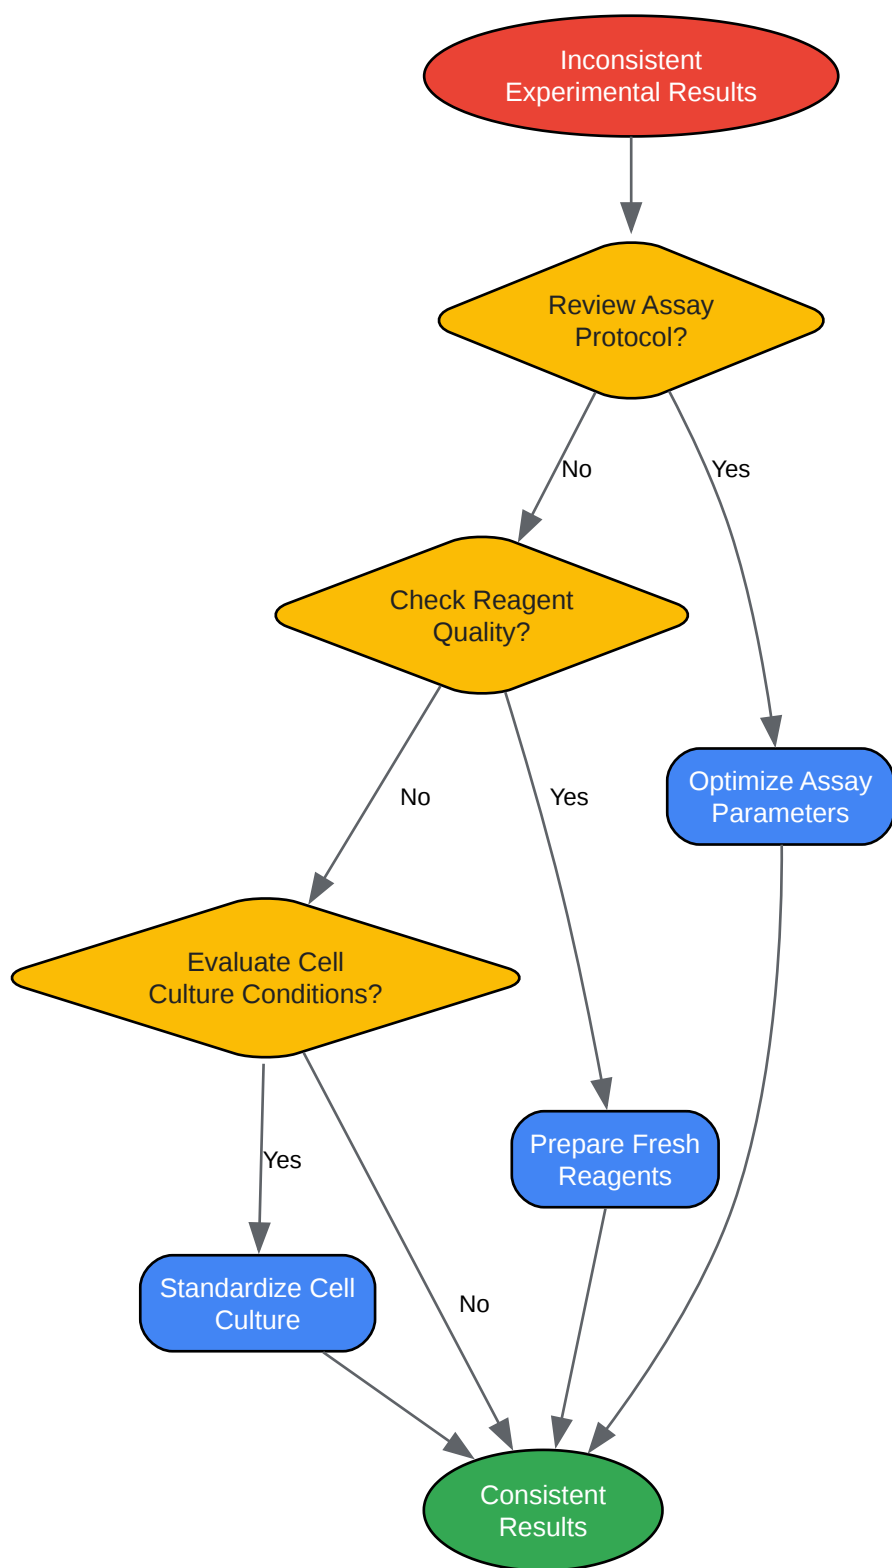 Inconsistent
Experimental Results
Review Assay
Protocol?
No
Yes
Check Reagent
Quality?
Optimize Assay
Parameters
No
Yes
Evaluate Cell
Culture Conditions?
Prepare Fresh
Reagents
Yes
Standardize Cell
Culture
No
Consistent
Results